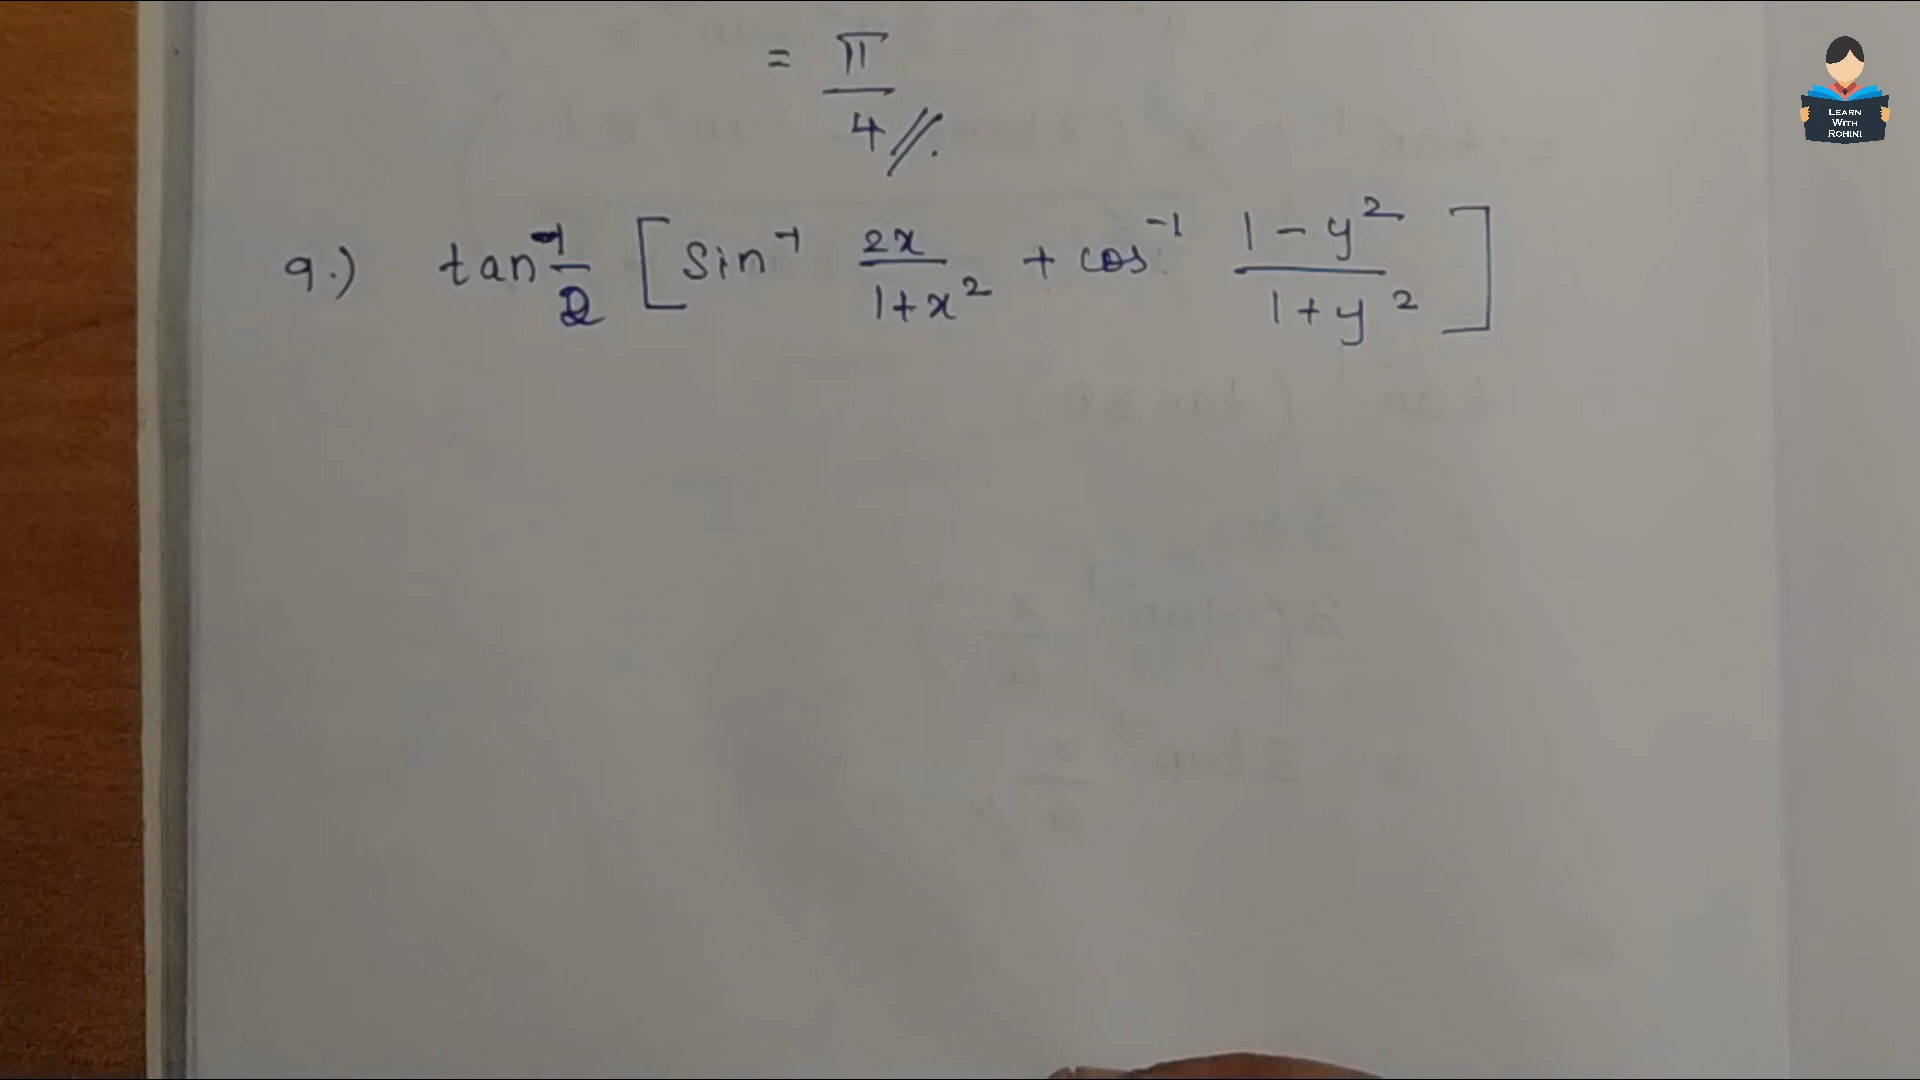 = π/4 //.
9.) tan 1/2 [ Sin⁻¹ 2x/1+x² + cos⁻¹ 1-y²/1+y² ]
LEARN
WITH
ROHINI